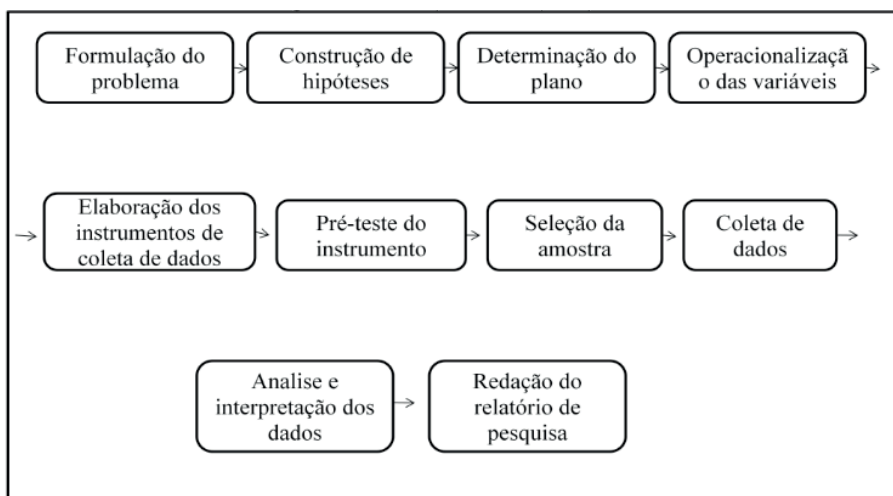 Formulação do
problema
Construção de
hipóteses
Determinação do
plano
Operacionalizaçã
o das variáveis
Elaboração dos
instrumentos de
coleta de dados
Pré-teste do
instrumento
Seleção da
amostra
Coleta de
dados
Analise e
interpretação dos
dados
Redação do
relatório de
pesquisa